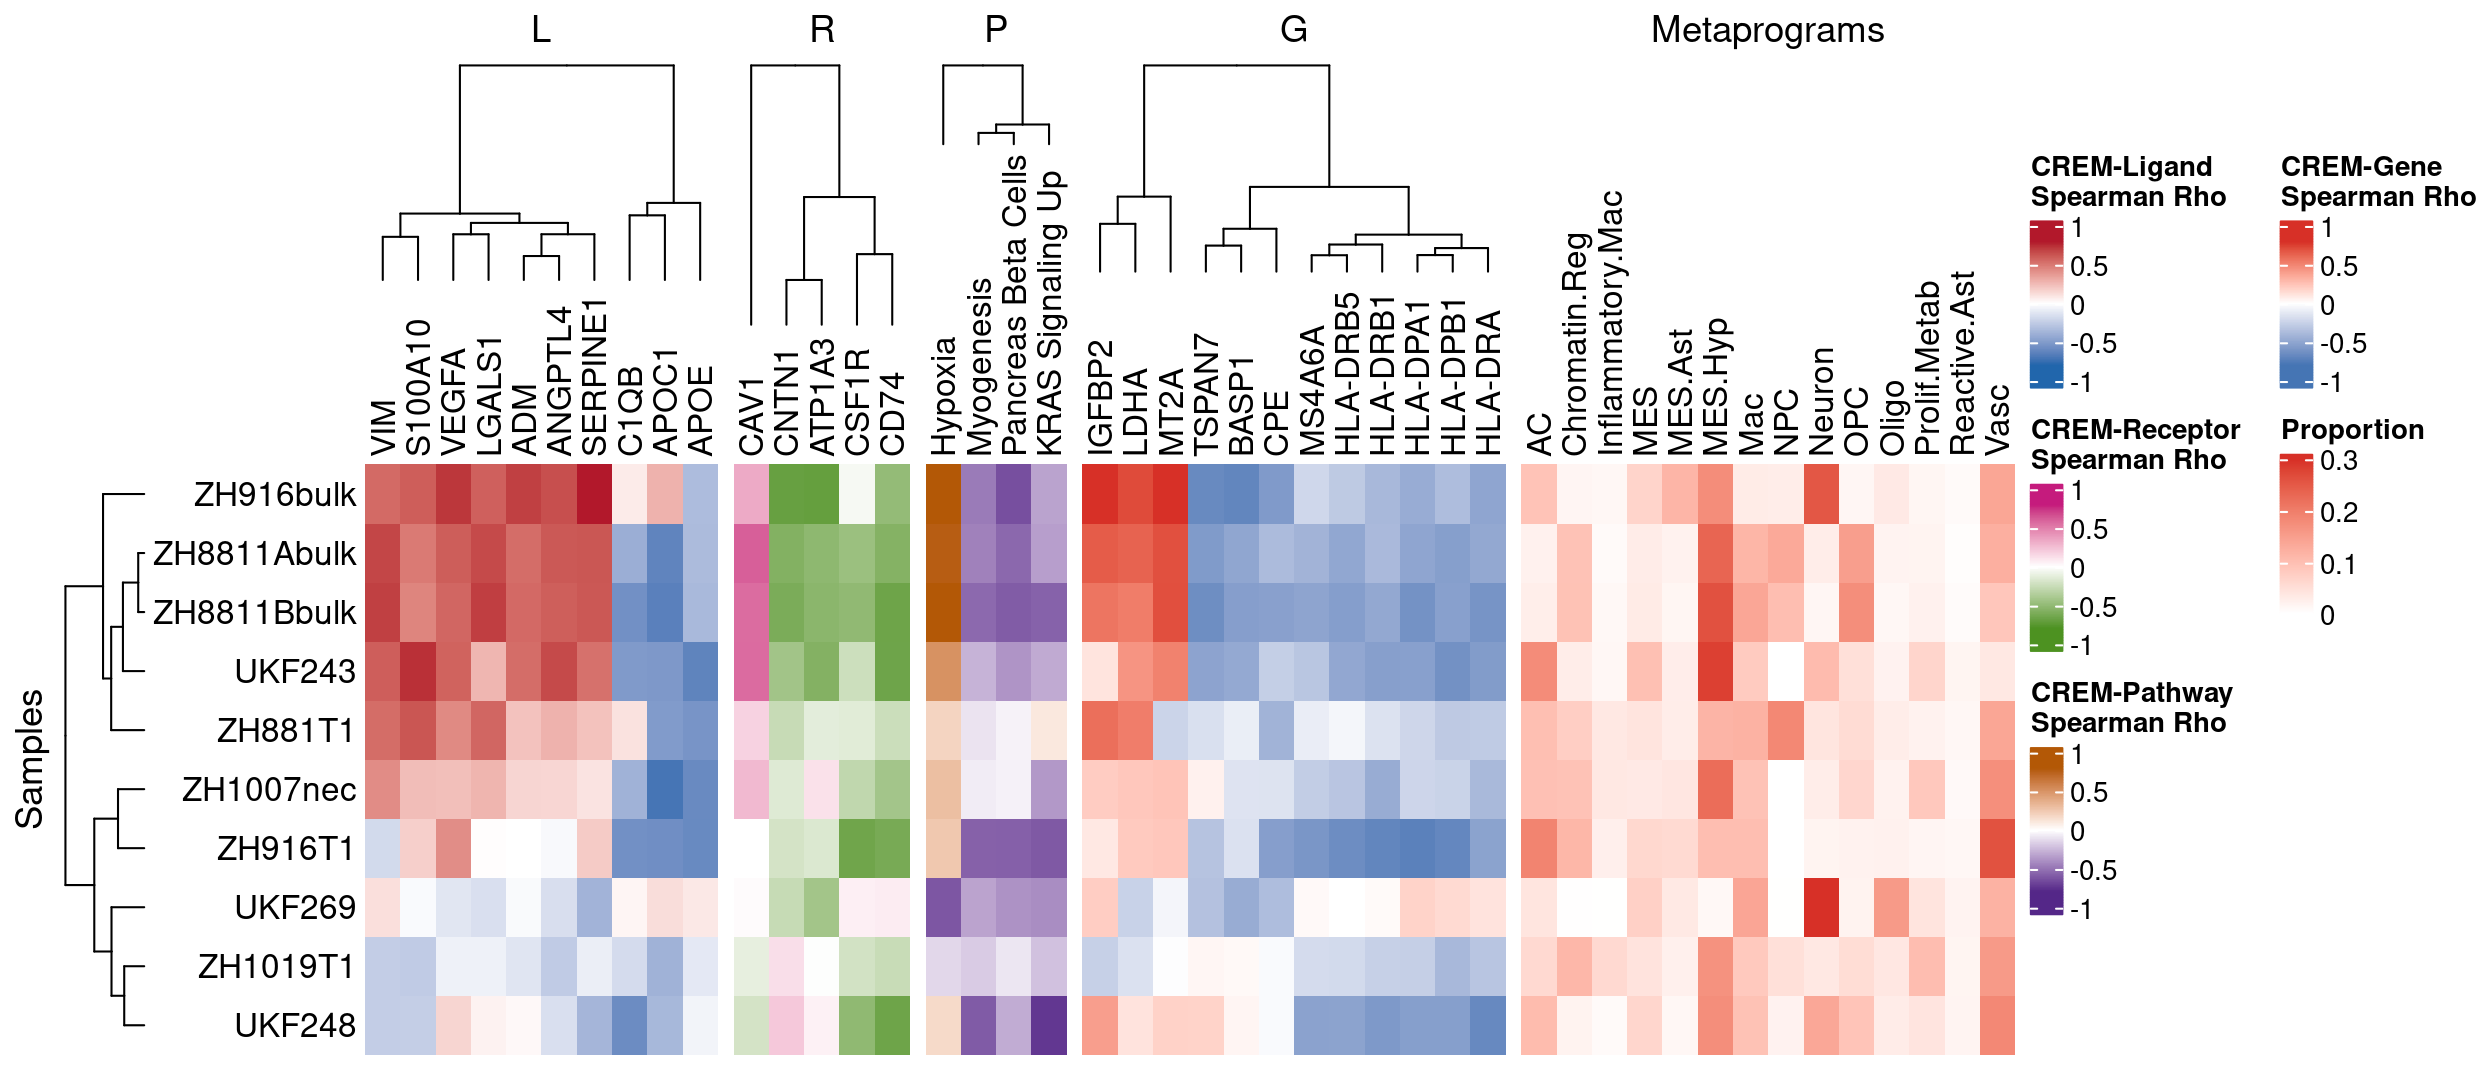 L
R
P
G
Metaprograms
VIM
S100A10
VEGFA
LGALS1
ADM
ANGPTL4
SERPINE1
C1QB
APOC1
APOE
CAV1
CNTN1
ATP1A3
CSF1R
CD74
Hypoxia
Myogenesis
Pancreas Beta Cells
KRAS Signaling Up
IGFBP2
LDHA
MT2A
TSPAN7
BASP1
CPE
MS4A6A
HLA-DRB5
HLA-DRB1
HLA-DPA1
HLA-DPB1
HLA-DRA
AC
Chromatin.Reg
Inflammatory.Mac
MES
MES.Ast
MES.Hyp
Mac
NPC
Neuron
OPC
Oligo
Prolif.Metab
Reactive.Ast
Vasc
Samples
ZH916bulk
ZH8811Abulk
ZH8811Bbulk
UKF243
ZH881T1
ZH1007nec
ZH916T1
UKF269
ZH1019T1
UKF248
CREM-Ligand
Spearman Rho
1
0.5
0
-0.5
-1
CREM-Receptor
Spearman Rho
1
0.5
0
-0.5
-1
CREM-Pathway
Spearman Rho
1
0.5
0
-0.5
-1
CREM-Gene
Spearman Rho
1
0.5
0
-0.5
-1
Proportion
0.3
0.2
0.1
0